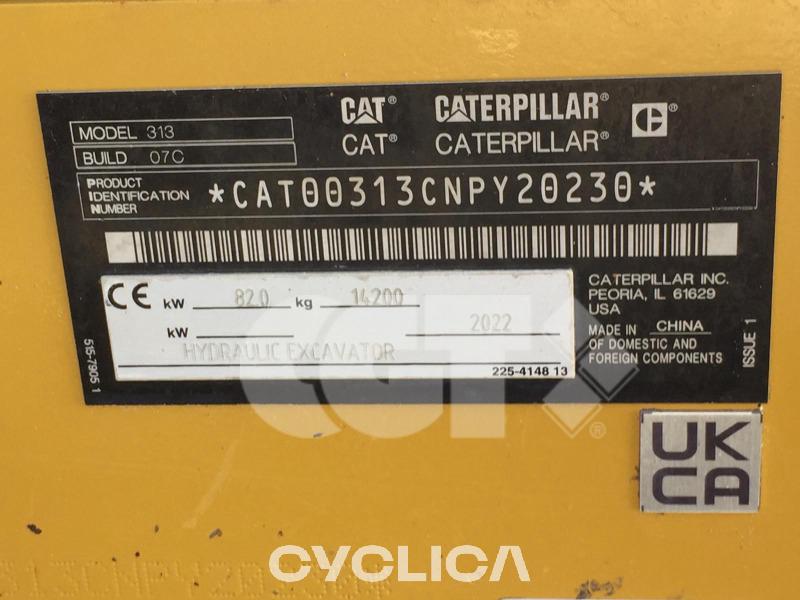 CAT® CATERPILLAR®
CAT® CATERPILLAR®
MODEL 313
BUILD 07C
PRODUCT IDENTIFICATION NUMBER
*CAT00313CNPY20230*
CE kW 82.0 kg 14200
kW 2022
HYDRAULIC EXCAVATOR
225-4148 13
CATERPILLAR INC.
PEORIA, IL 61629
USA
MADE IN CHINA
OF DOMESTIC AND
FOREIGN COMPONENTS
ISSUE 1
515-7905 1
UK
CA
CGT®
CYCLICA